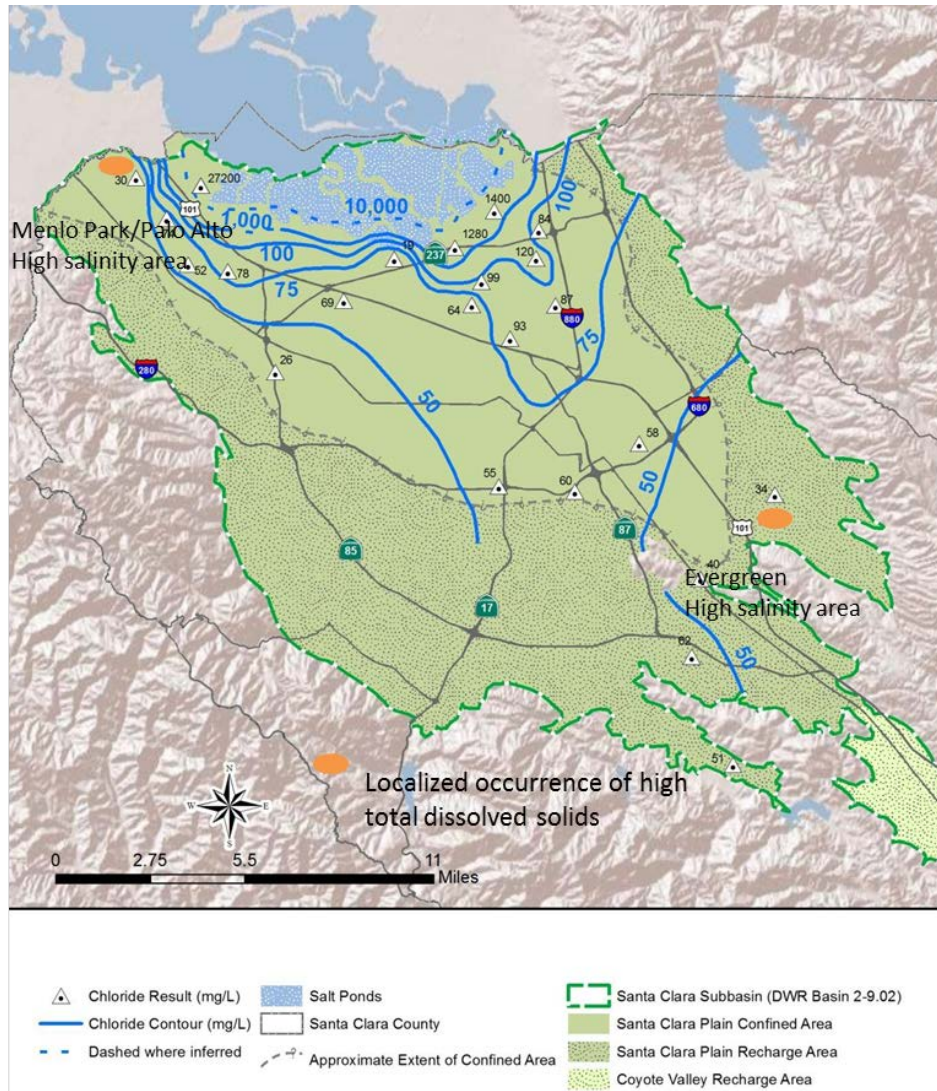 30
27200
101
1,000
10,000
1400
84
100
Menlo Park/Palo Alto
High salinity area
52
78
100
75
19
237
1280
120
99
64
69
87
880
93
75
280
26
50
680
58
55
60
50
34
87
101
85
40
Evergreen
High salinity area
17
62
50
51
Localized occurrence of high
total dissolved solids
N
W E
S
0 2.75 5.5 11
Miles
Chloride Result (mg/L)
Chloride Contour (mg/L)
Dashed where inferred
Salt Ponds
Santa Clara County
Approximate Extent of Confined Area
Santa Clara Subbasin (DWR Basin 2-9.02)
Santa Clara Plain Confined Area
Santa Clara Plain Recharge Area
Coyote Valley Recharge Area